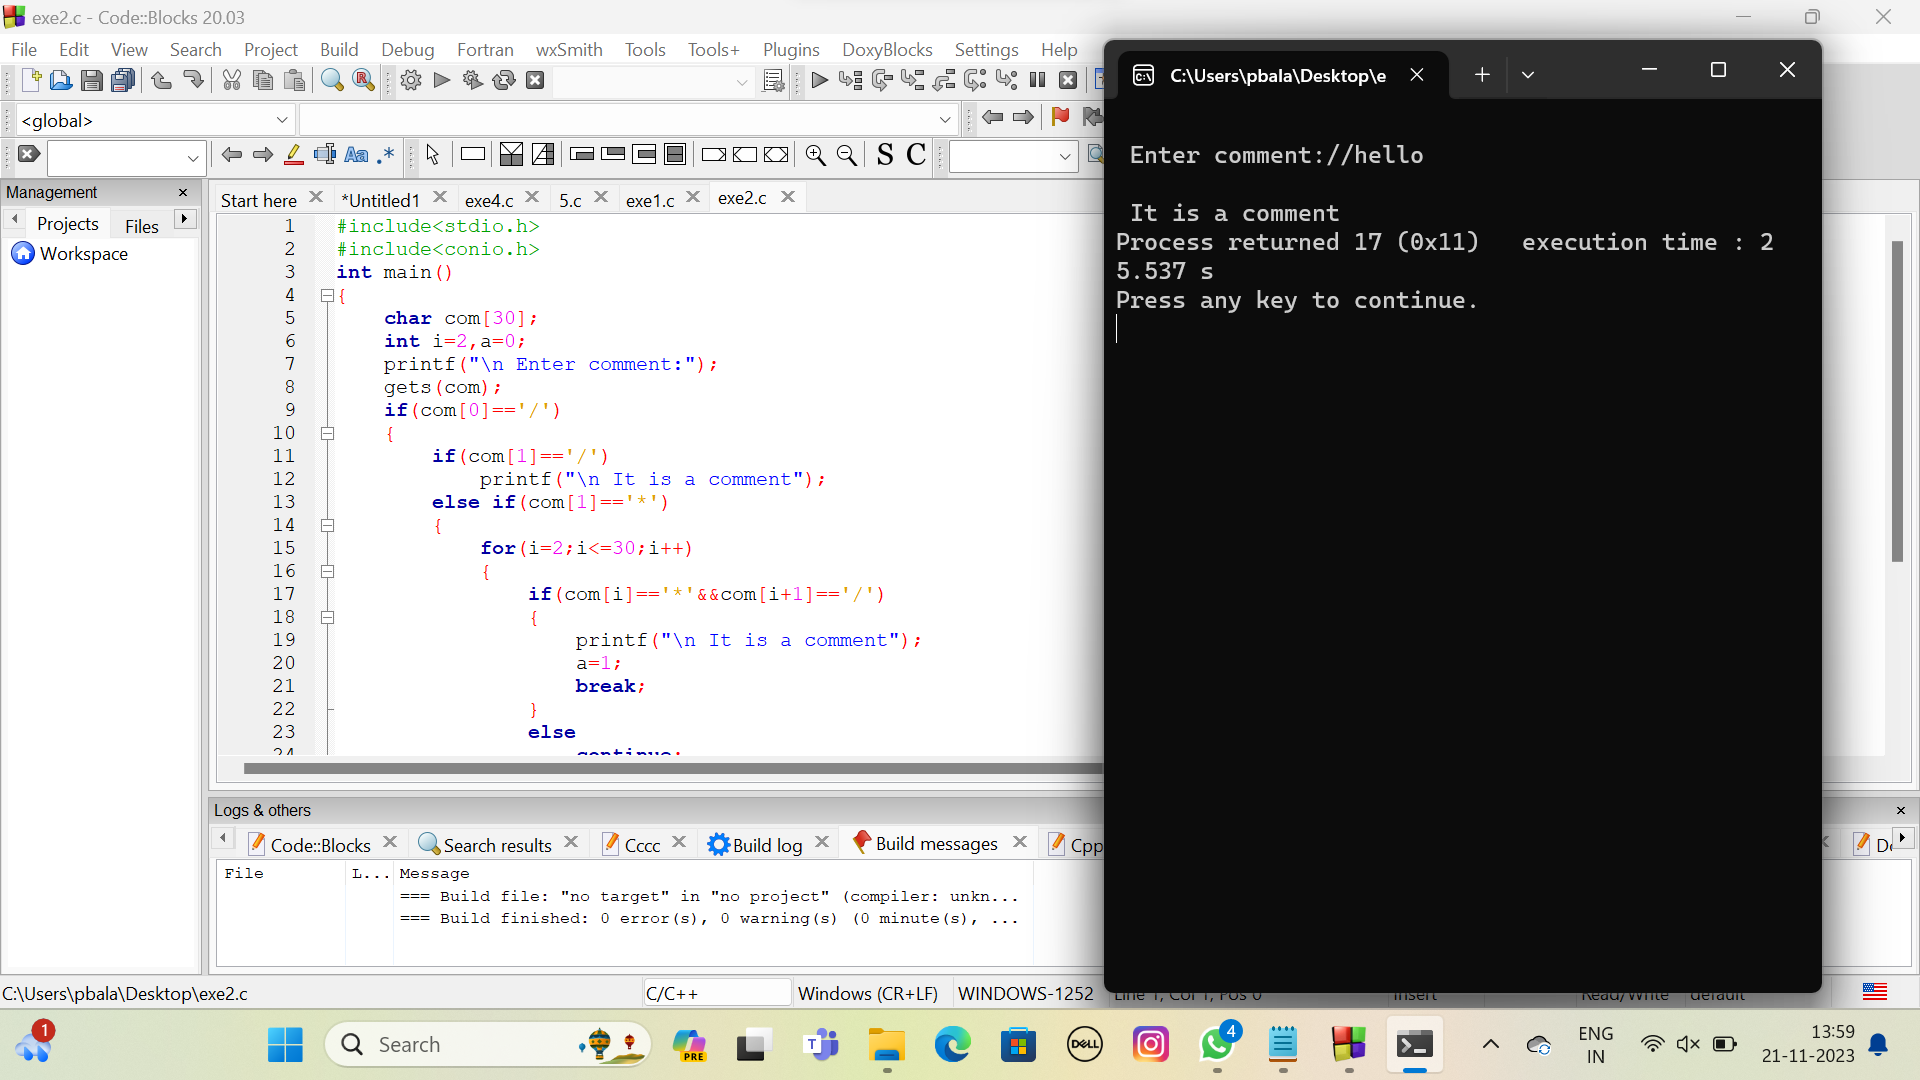 exe2.c - Code::Blocks 20.03
File Edit View Search Project Build Debug Fortran wxSmith Tools Tools+ Plugins DoxyBlocks Settings Help
<global>
S C
Management
Projects Files
Workspace
Start here *Untitled1 exe4.c 5.c exe1.c exe2.c
1 #include<stdio.h>
2 #include<conio.h>
3 int main()
4 {
5 char com[30];
6 int i=2,a=0;
7 printf("\n Enter comment:");
8 gets(com);
9 if(com[0]=='/')
10 {
11 if(com[1]=='/')
12 printf("\n It is a comment");
13 else if(com[1]=='*')
14 {
15 for(i=2;i<=30;i++)
16 {
17 if(com[i]=='*'&&com[i+1]=='/')
18 {
19 printf("\n It is a comment");
20 a=1;
21 break;
22 }
23 else
24 continue;
C:\Users\pbala\Desktop\e
Enter comment://hello
It is a comment
Process returned 17 (0x11) execution time : 2
5.537 s
Press any key to continue.
Logs & others
Code::Blocks Search results Cccc Build log Build messages Cpp
File L... Message
=== Build file: "no target" in "no project" (compiler: unkn...
=== Build finished: 0 error(s), 0 warning(s) (0 minute(s), ...
C:\Users\pbala\Desktop\exe2.c C/C++ Windows (CR+LF) WINDOWS-1252 Line 1, Col 1, Pos 0 Insert Read/Write default
1
Search
PRE
DELL
4
ENG
IN
13:59
21-11-2023